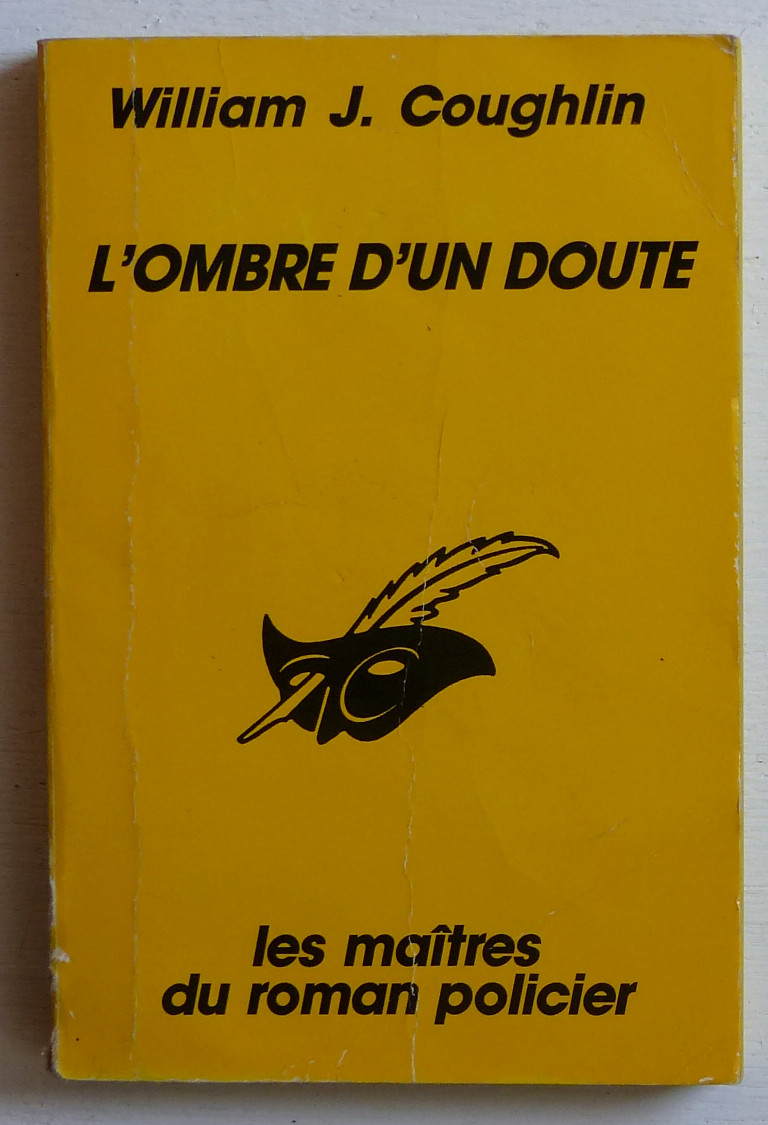 William J. Coughlin
L'OMBRE D'UN DOUTE
les maîtres
du roman policier